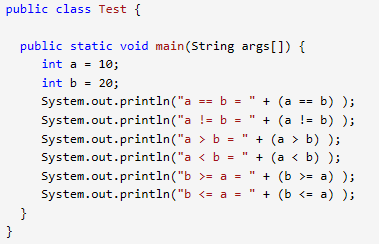 public class Test {
public static void main(String args[]) {
int a = 10;
int b = 20;
System.out.println("a == b = " + (a == b) );
System.out.println("a != b = " + (a != b) );
System.out.println("a > b = " + (a > b) );
System.out.println("a < b = " + (a < b) );
System.out.println("b >= a = " + (b >= a) );
System.out.println("b <= a = " + (b <= a) );
}
}